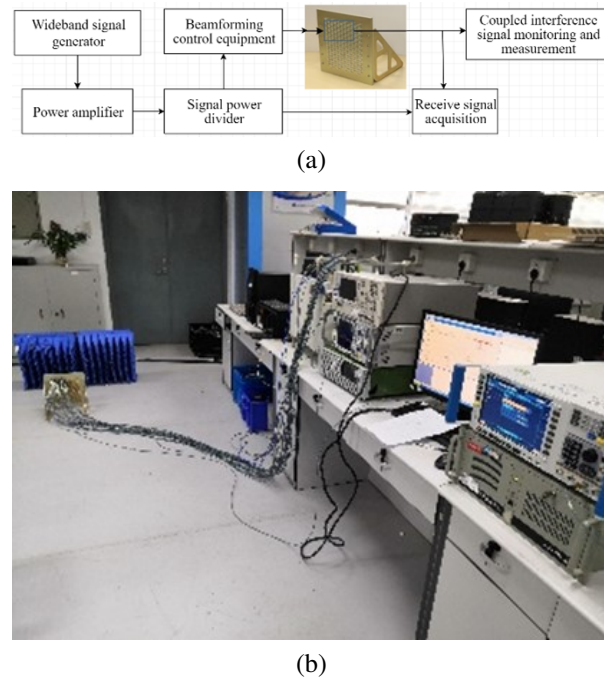 Wideband signal
generator
Beamforming
control equipment
Coupled interference
signal monitoring and
measurement
Power amplifier
Signal power
divider
Receive signal
acquisition
(a)
(b)